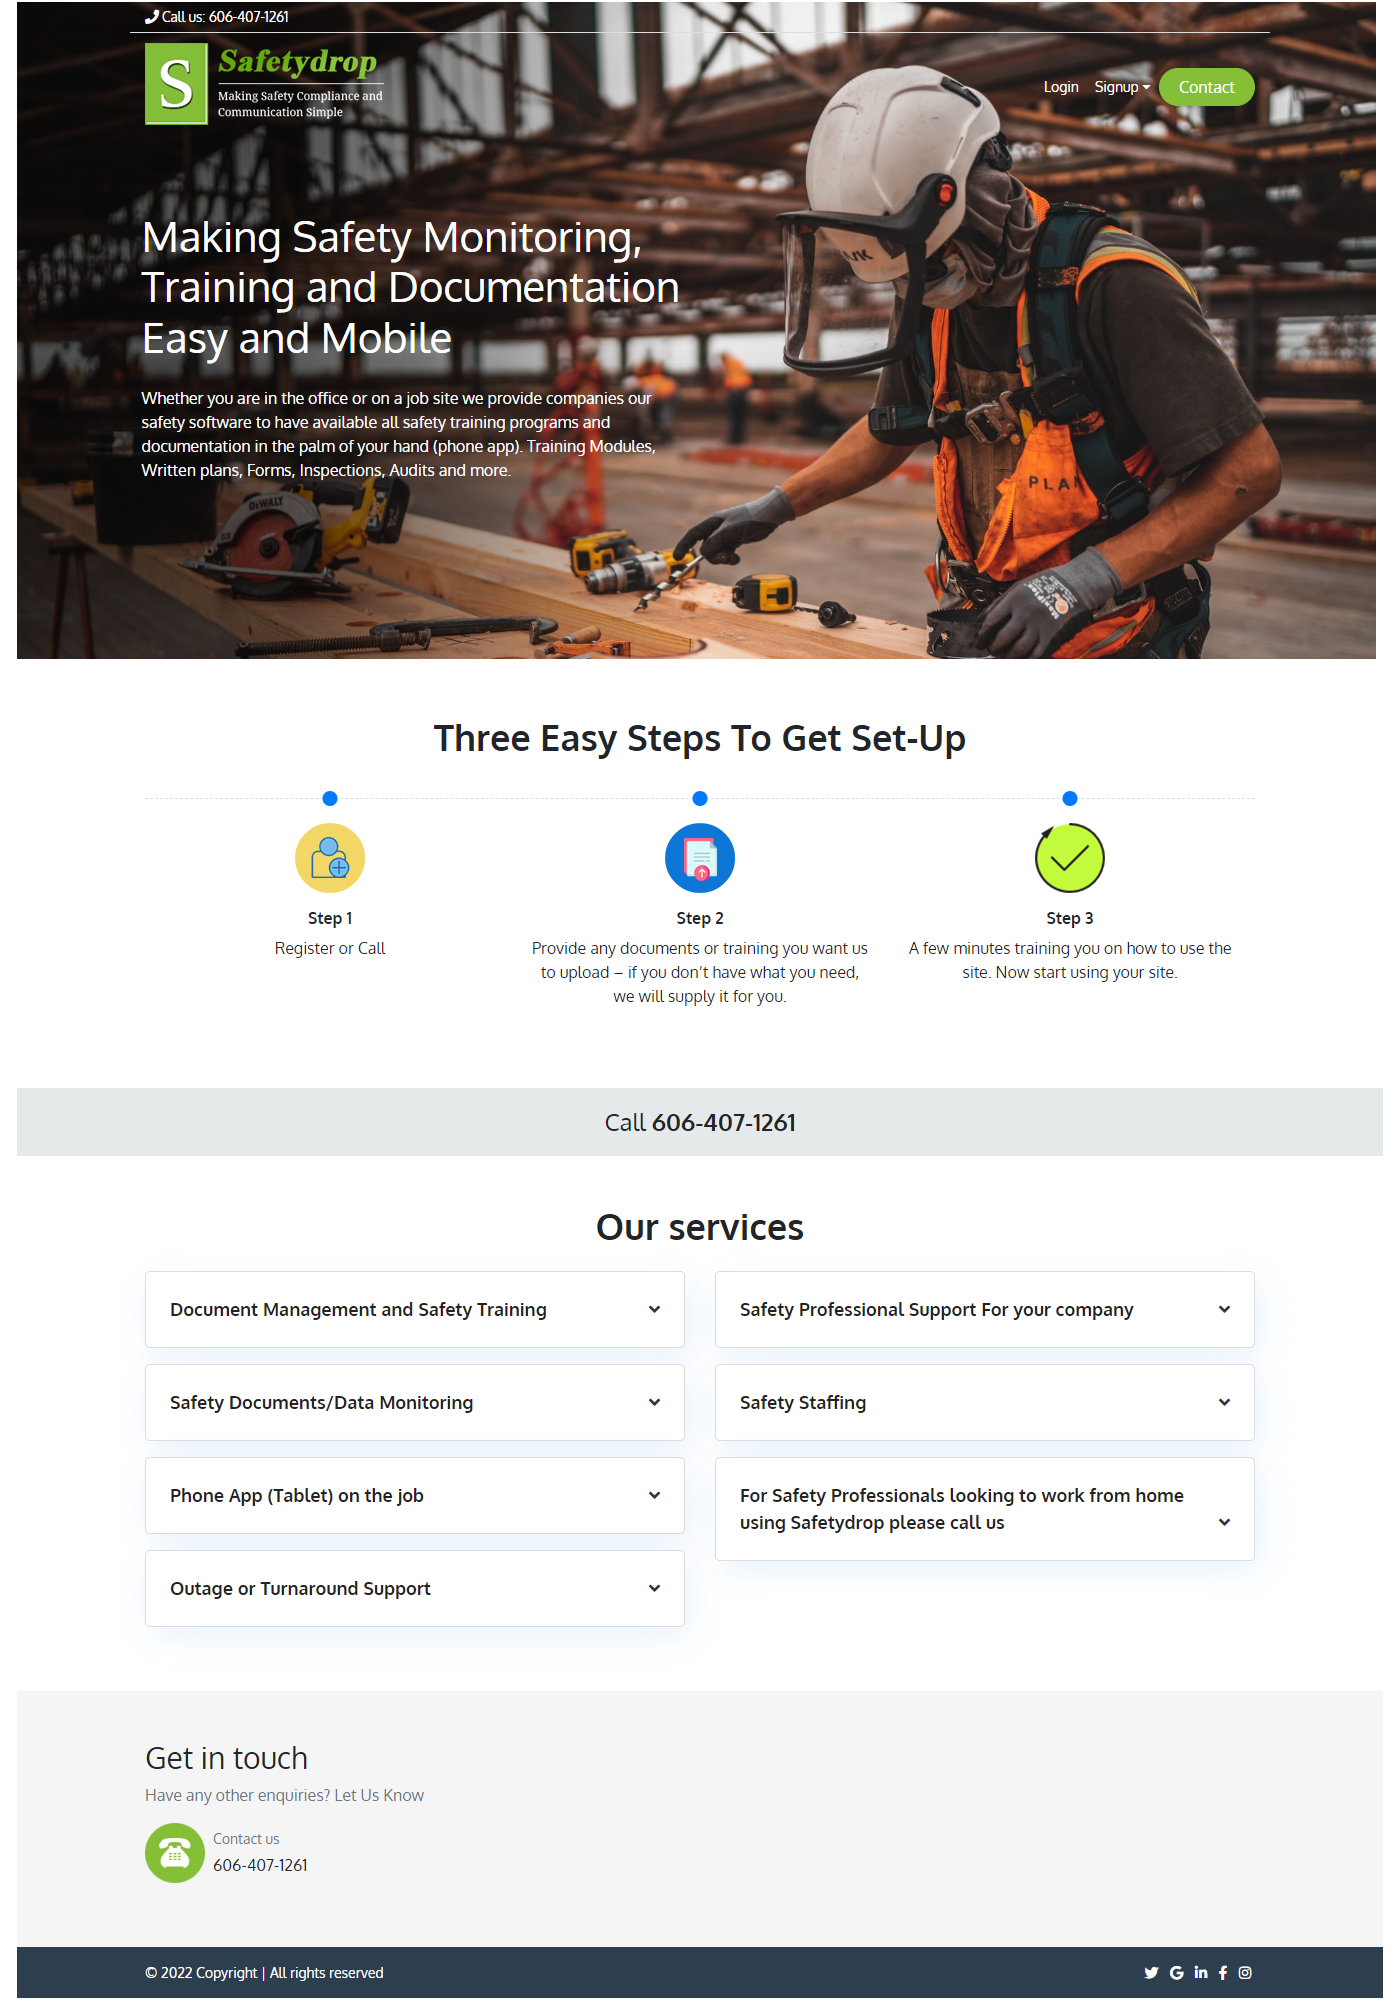 Call us: 606-407-1261
S
Safetydrop
Making Safety Compliance and
Communication Simple
Login Signup Contact
Making Safety Monitoring,
Training and Documentation
Easy and Mobile
Whether you are in the office or on a job site we provide companies our
safety software to have available all safety training programs and
documentation in the palm of your hand (phone app). Training Modules,
Written plans, Forms, Inspections, Audits and more.
DEWALT
PLAN
Three Easy Steps To Get Set-Up
Step 1
Register or Call
Step 2
Provide any documents or training you want us
to upload – if you don’t have what you need,
we will supply it for you.
Step 3
A few minutes training you on how to use the
site. Now start using your site.
Call 606-407-1261
Our services
Document Management and Safety Training
Safety Documents/Data Monitoring
Phone App (Tablet) on the job
Outage or Turnaround Support
Safety Professional Support For your company
Safety Staffing
For Safety Professionals looking to work from home
using Safetydrop please call us
Get in touch
Have any other enquiries? Let Us Know
Contact us
606-407-1261
© 2022 Copyright | All rights reserved